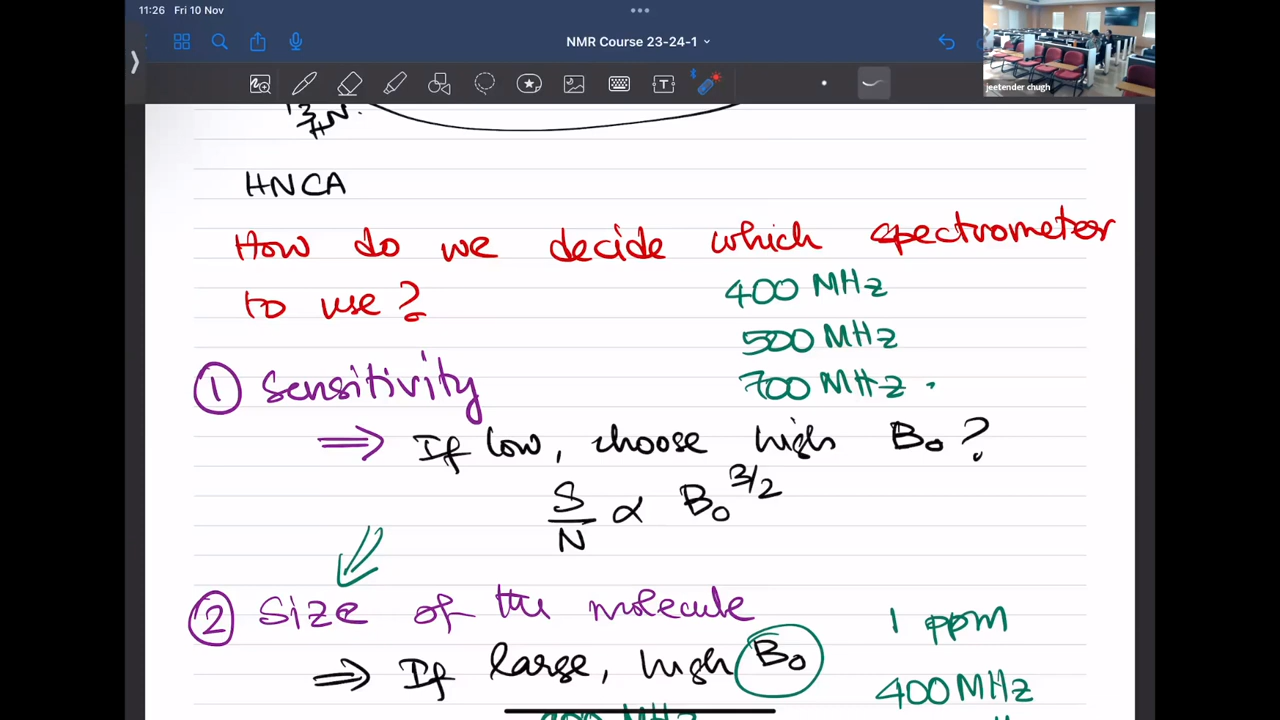 11:26 Fri 10 Nov
NMR Course 23-24-1
jeetender chugh
HNCA
How do we decide which spectrometer
to use?
400 MHz
500 MHz
700 MHz
① Sensitivity
⇒ If low, choose high B₀?
S/N ∝ B₀^3/2
② Size of the molecule
1 ppm
⇒ If large, high B₀
400 MHz